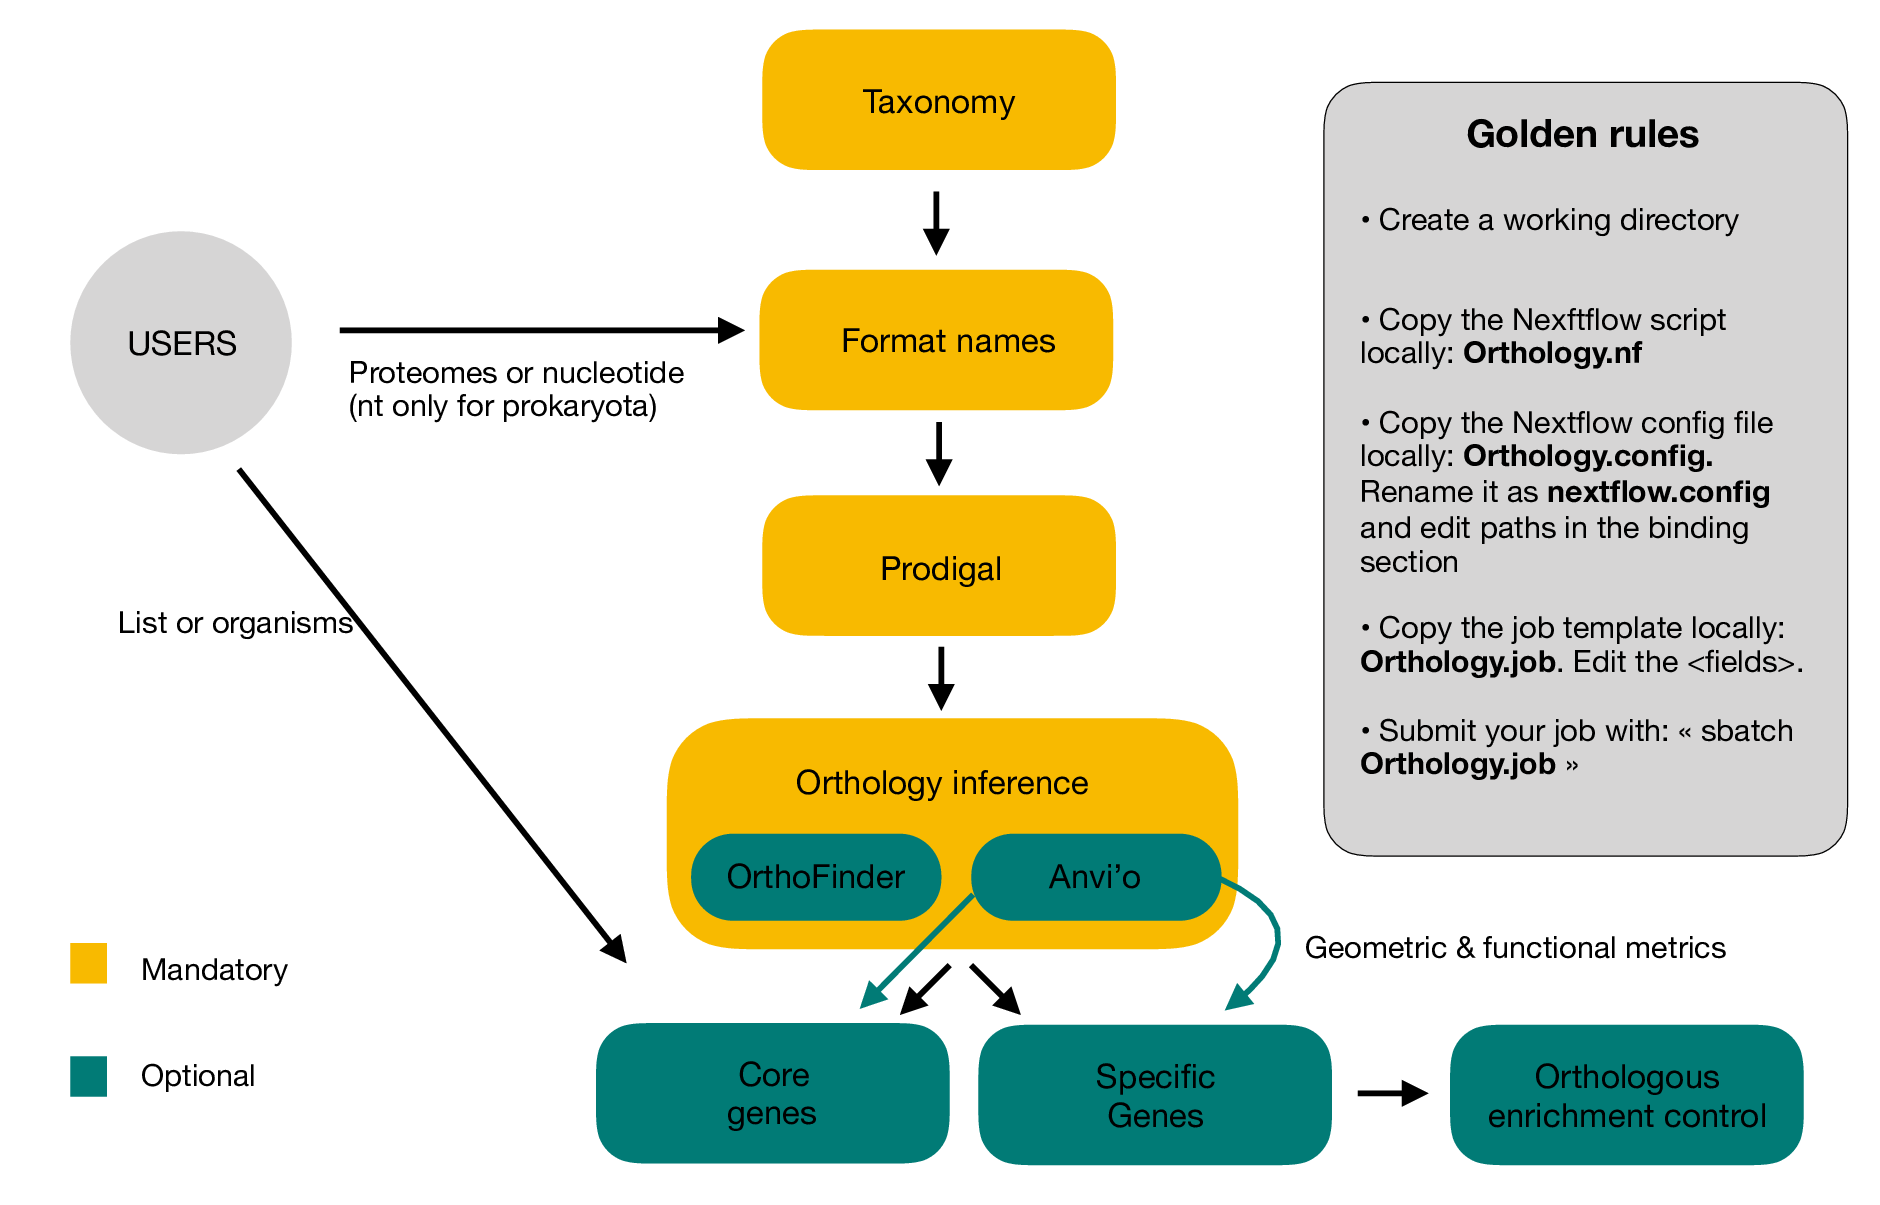 Taxonomy
USERS
Proteomes or nucleotide
(nt only for prokaryota)
Format names
Prodigal
List or organisms
Orthology inference
OrthoFinder
Anvi’o
Geometric & functional metrics
Mandatory
Optional
Core
genes
Specific
Genes
Orthologous
enrichment control
Golden rules
• Create a working directory
• Copy the Nexftflow script
locally: Orthology.nf
• Copy the Nextflow config file
locally: Orthology.config.
Rename it as nextflow.config
and edit paths in the binding
section
• Copy the job template locally:
Orthology.job. Edit the <fields>.
• Submit your job with: « sbatch
Orthology.job »